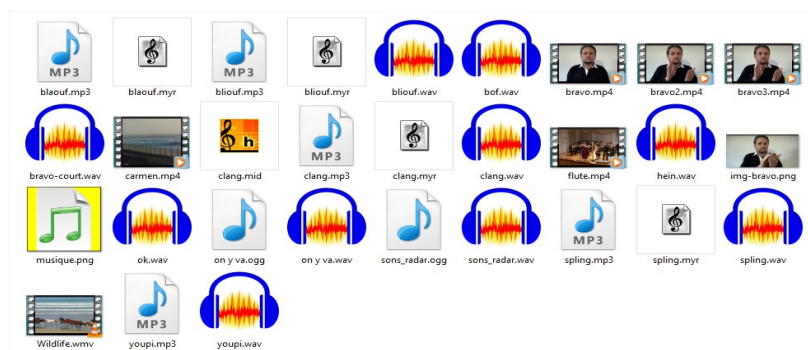 MP3 MP3
blaouf.mp3 blaouf.myr bliouf.mp3 bliouf.myr bliouf.wav bof.wav bravo.mp4 bravo2.mp4 bravo3.mp4
h MP3
bravo-court.wav carmen.mp4 clang.mid clang.mp3 clang.myr clang.wav flute.mp4 hein.wav img-bravo.png
MP3
musique.png ok.wav on y va.ogg on y va.wav sons_radar.ogg sons_radar.wav spling.mp3 spling.myr spling.wav
MP3
Wildlife.wmv youpi.mp3 youpi.wav